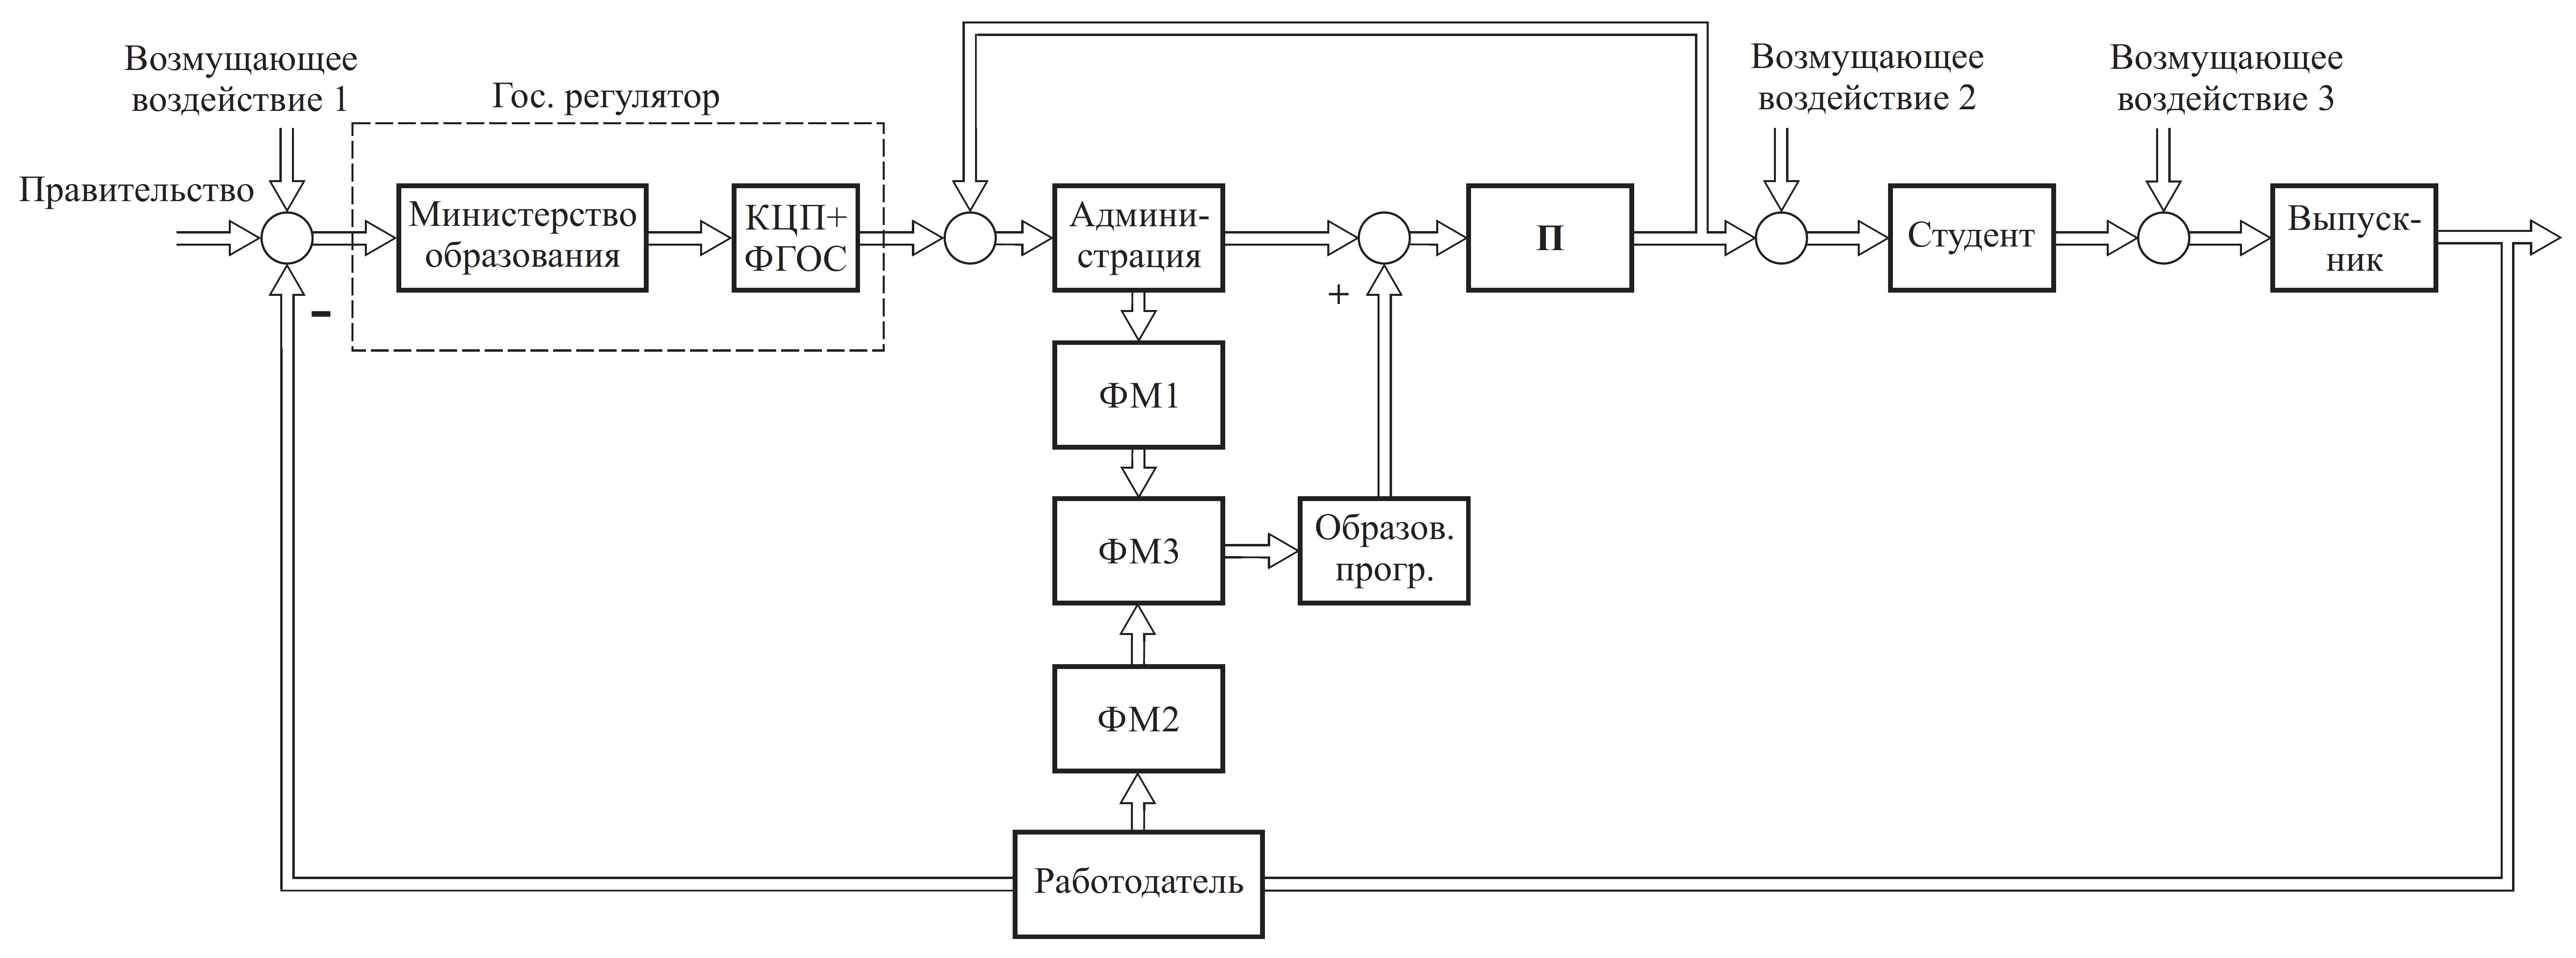 Возмущающее
воздействие 1
Гос. регулятор
Возмущающее
воздействие 2
Возмущающее
воздействие 3
Правительство
Министерство
образования
КЦП+
ФГОС
Админи-
страция
П
Студент
Выпуск-
ник
-
+
ФМ1
ФМ3
Образов.
прогр.
ФМ2
Работодатель